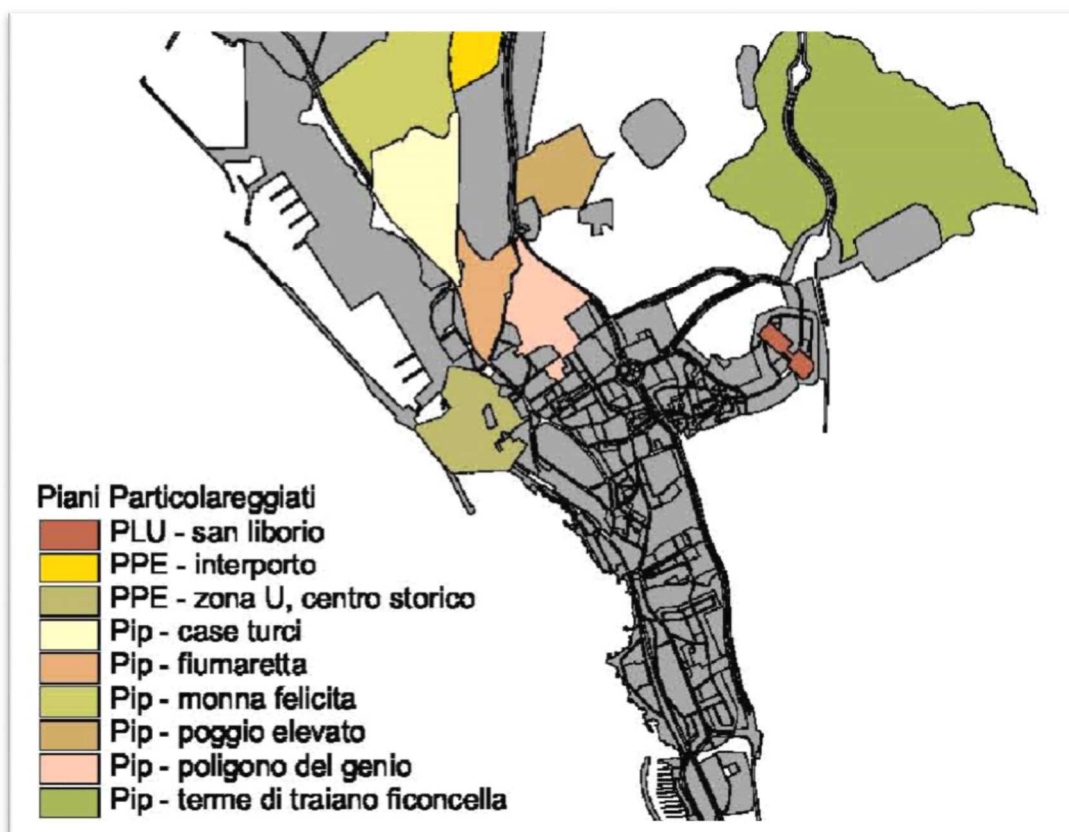 Piani Particolareggiati
PLU - san liborio
PPE - interporto
PPE - zona U, centro storico
Pip - case turci
Pip - fiumaretta
Pip - monna felicita
Pip - poggio elevato
Pip - poligono del genio
Pip - terme di traiano ficoncella